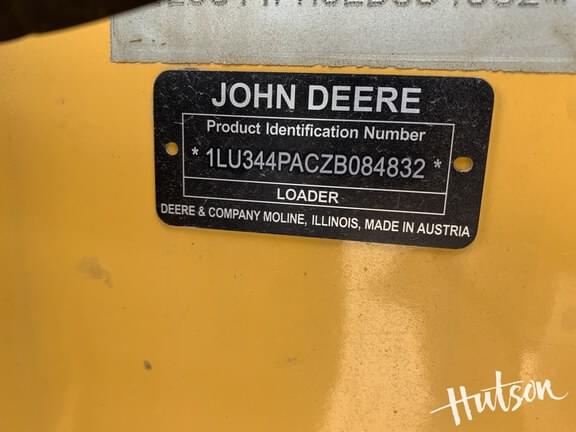 JOHN DEERE
Product Identification Number
* 1LU344PACZB084832 *
LOADER
DEERE & COMPANY MOLINE, ILLINOIS, MADE IN AUSTRIA
Hutson